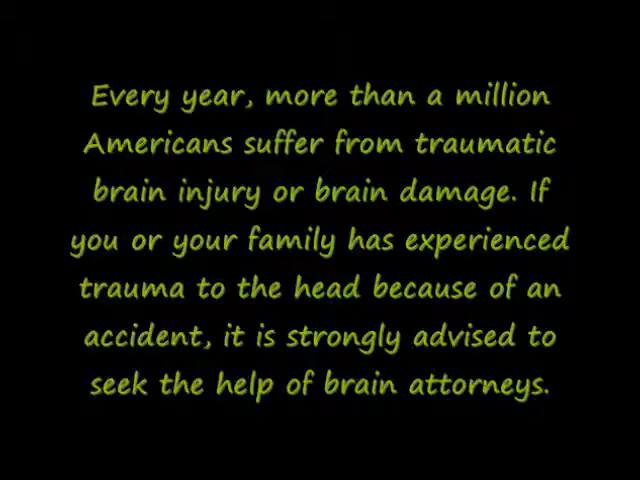 Every year, more than a million
Americans suffer from traumatic
brain injury or brain damage. If
you or your family has experienced
trauma to the head because of an
accident, it is strongly advised to
seek the help of brain attorneys.